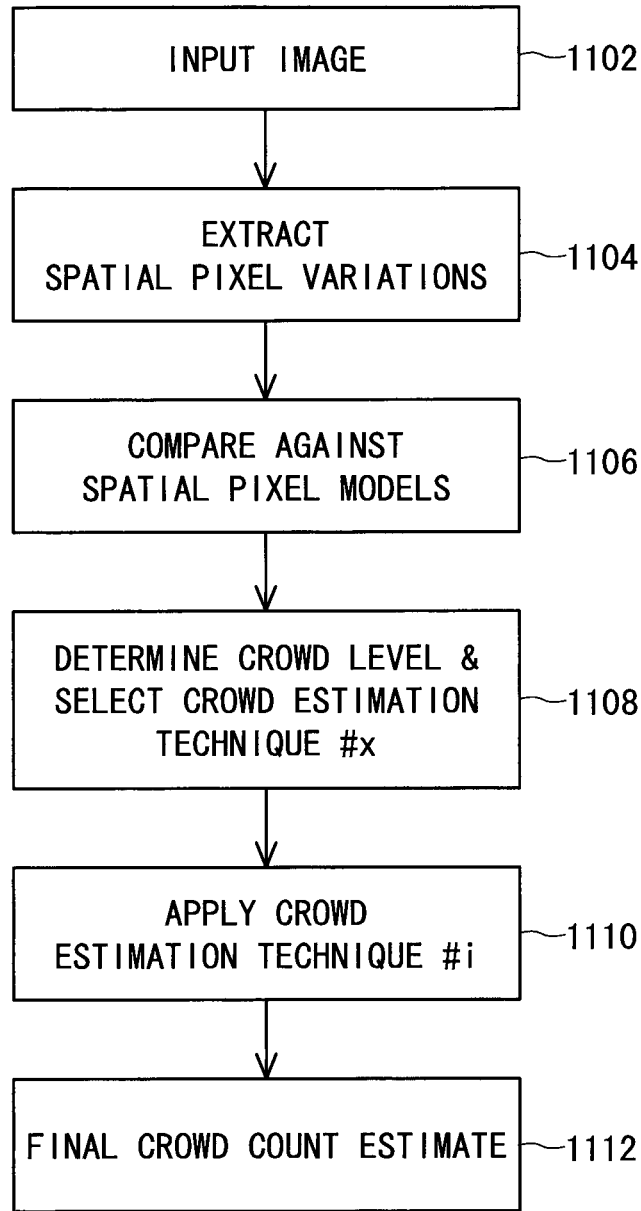 INPUT IMAGE
1102
EXTRACT
SPATIAL PIXEL VARIATIONS
1104
COMPARE AGAINST
SPATIAL PIXEL MODELS
1106
DETERMINE CROWD LEVEL &
SELECT CROWD ESTIMATION
TECHNIQUE #x
1108
APPLY CROWD
ESTIMATION TECHNIQUE #i
1110
FINAL CROWD COUNT ESTIMATE
1112